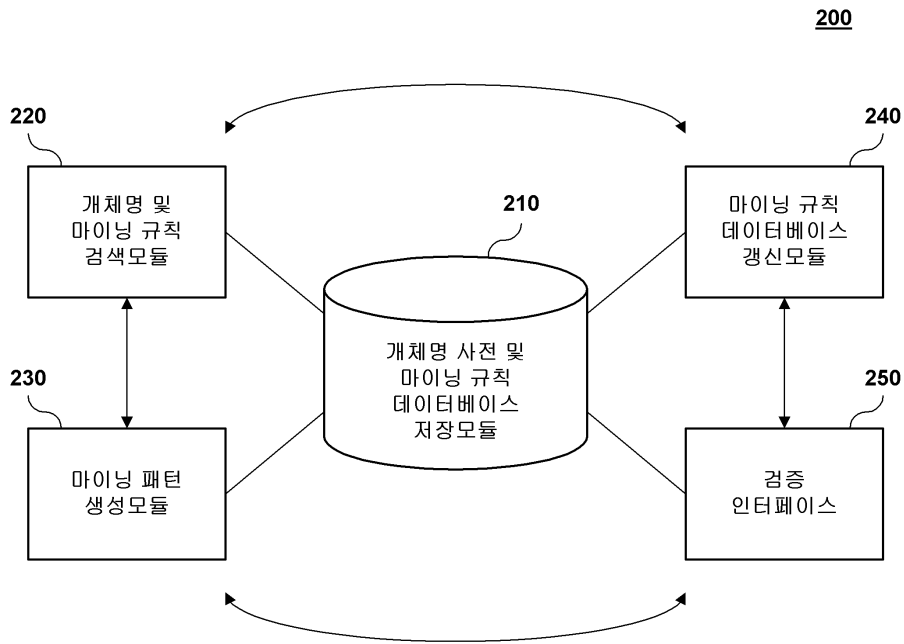 200
220
개체명 및
마이닝 규칙
검색모듈
240
마이닝 규칙
데이터베이스
갱신모듈
210
개체명 사전 및
마이닝 규칙
데이터베이스
저장모듈
230
마이닝 패턴
생성모듈
250
검증
인터페이스